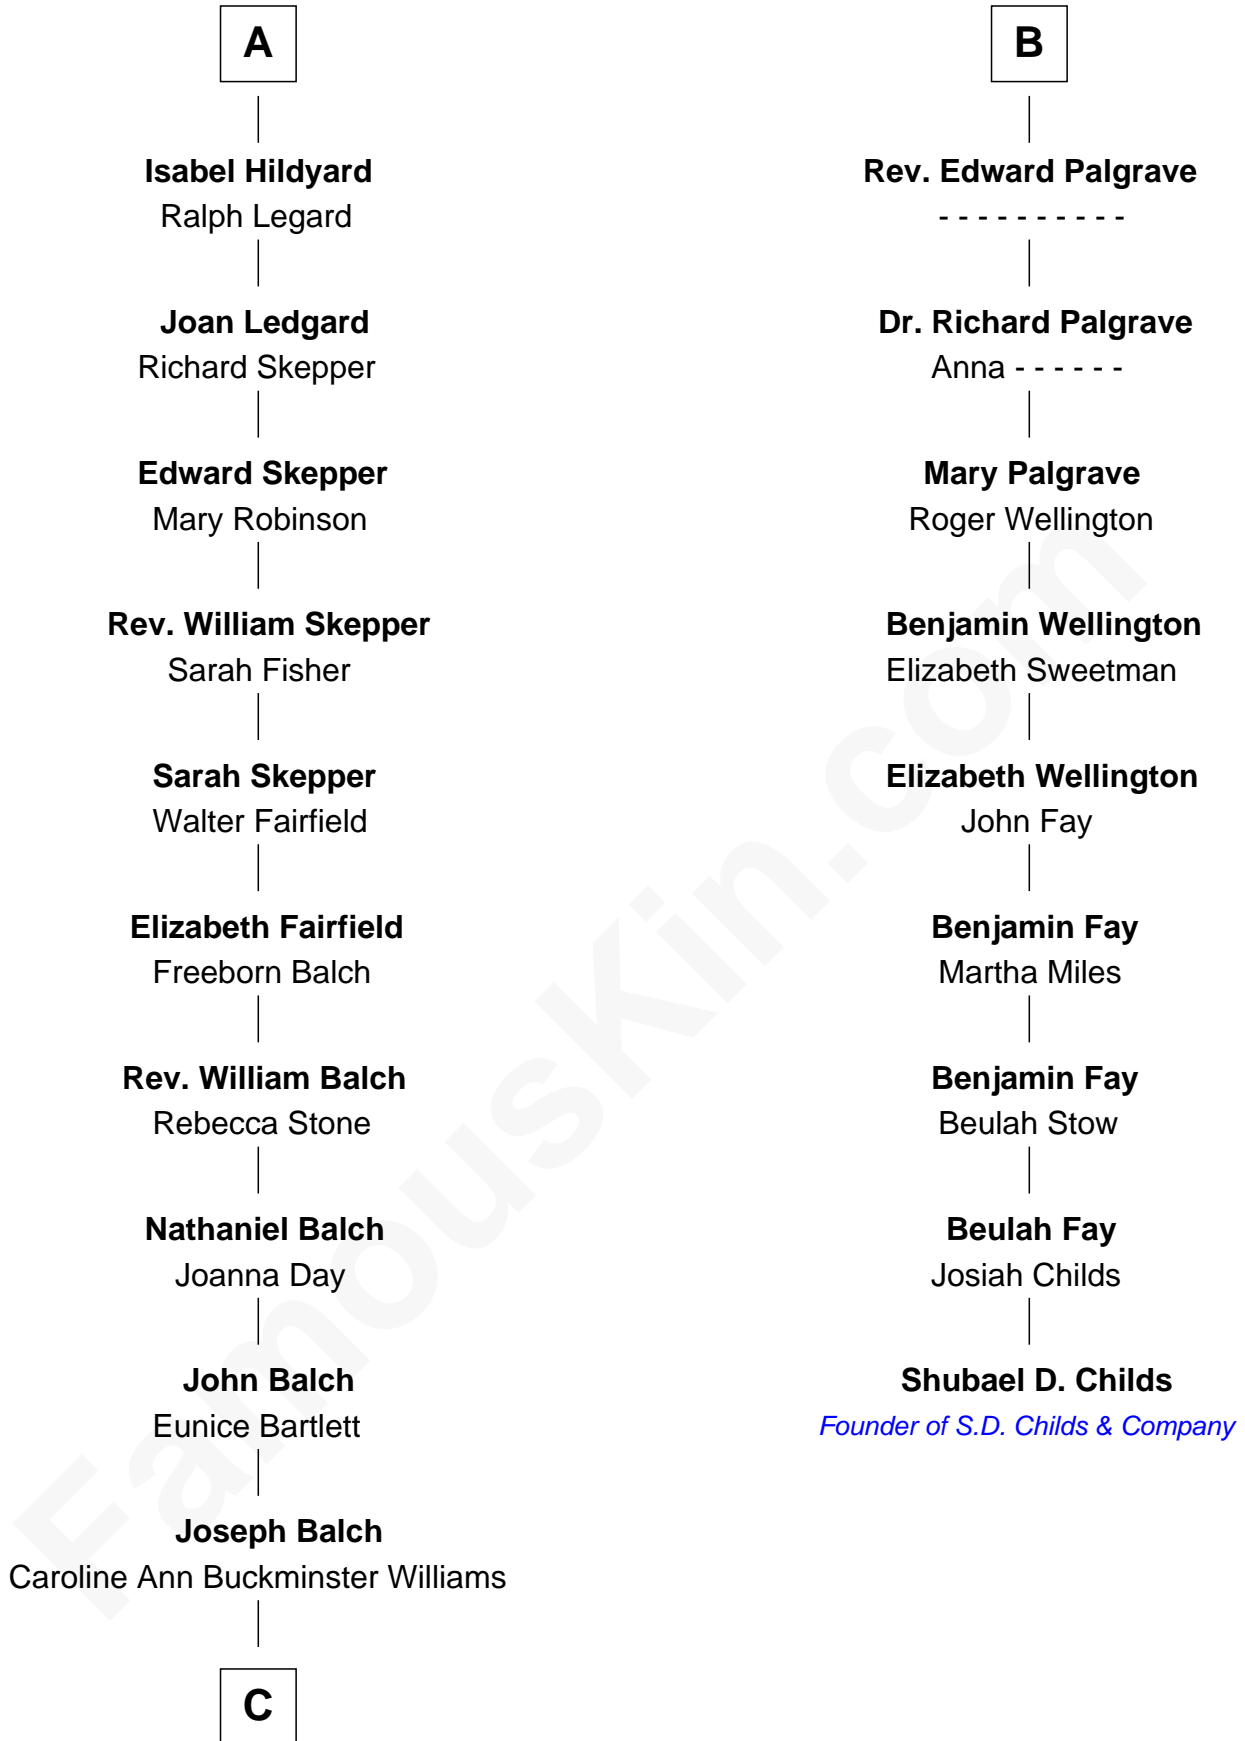 A
Isabel Hildyard
Ralph Legard
Joan Ledgard
Richard Skepper
Edward Skepper
Mary Robinson
Rev. William Skepper
Sarah Fisher
Sarah Skepper
Walter Fairfield
Elizabeth Fairfield
Freeborn Balch
Rev. William Balch
Rebecca Stone
Nathaniel Balch
Joanna Day
John Balch
Eunice Bartlett
Joseph Balch
Caroline Ann Buckminster Williams
C
B
Rev. Edward Palgrave
- - - - - - - - - -
Dr. Richard Palgrave
Anna - - - - - -
Mary Palgrave
Roger Wellington
Benjamin Wellington
Elizabeth Sweetman
Elizabeth Wellington
John Fay
Benjamin Fay
Martha Miles
Benjamin Fay
Beulah Stow
Beulah Fay
Josiah Childs
Shubael D. Childs
Founder of S.D. Childs & Company
FamousKin.com